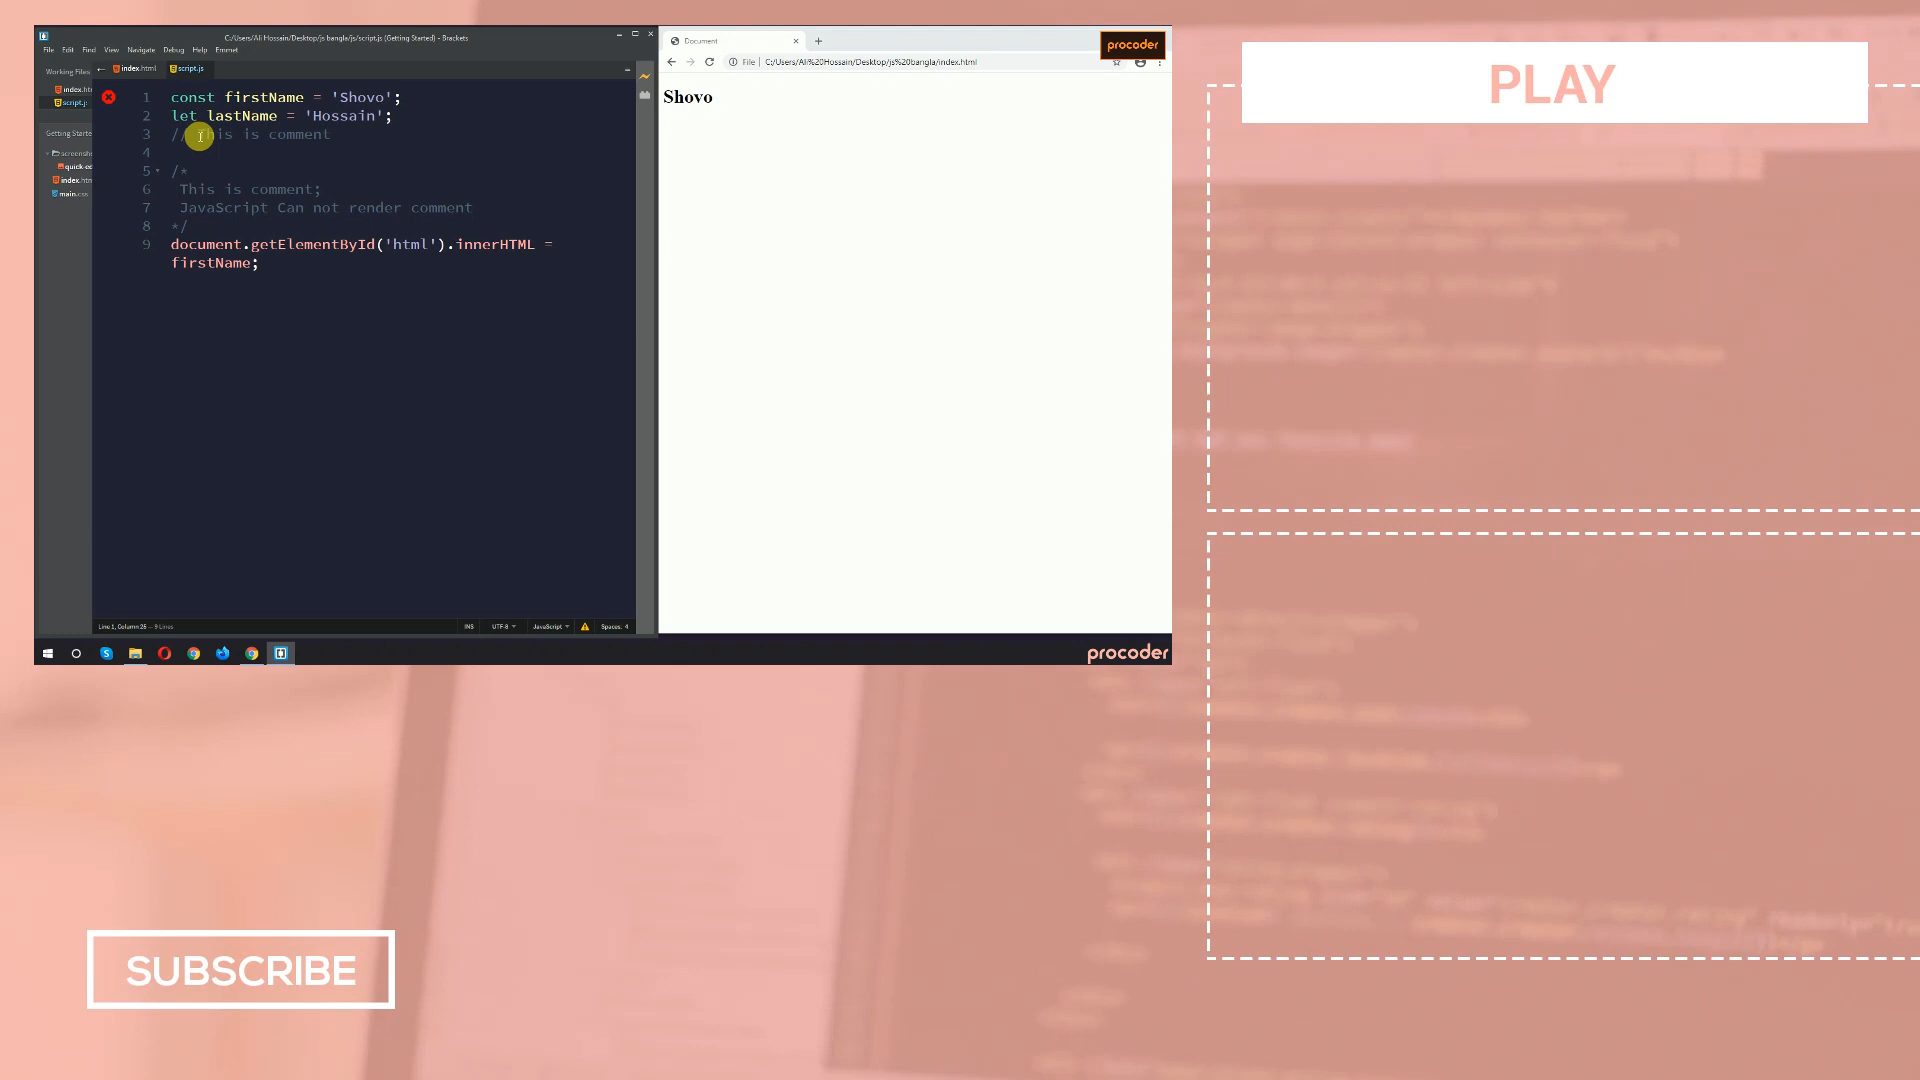 C:/Users/Ali Hossain/Desktop/js bangla/js/script.js (Getting Started) - Brackets
File Edit Find View Navigate Debug Help Emmet
Working Files
index.htm
script.js
Getting Starte
screensho
quick-ed
index.htm
main.css
index.html script.js
1 const firstName = 'Shovo';
2 let lastName = 'Hossain';
3 // This is comment
4
5 /*
6 This is comment;
7 JavaScript Can not render comment
8 */
9 document.getElementById('html').innerHTML =
firstName;
Line 1, Column 25 — 9 Lines
INS UTF-8 JavaScript Spaces: 4
Document
procoder
File C:/Users/Ali%20Hossain/Desktop/js%20bangla/index.html
Shovo
procoder
PLAY
SUBSCRIBE